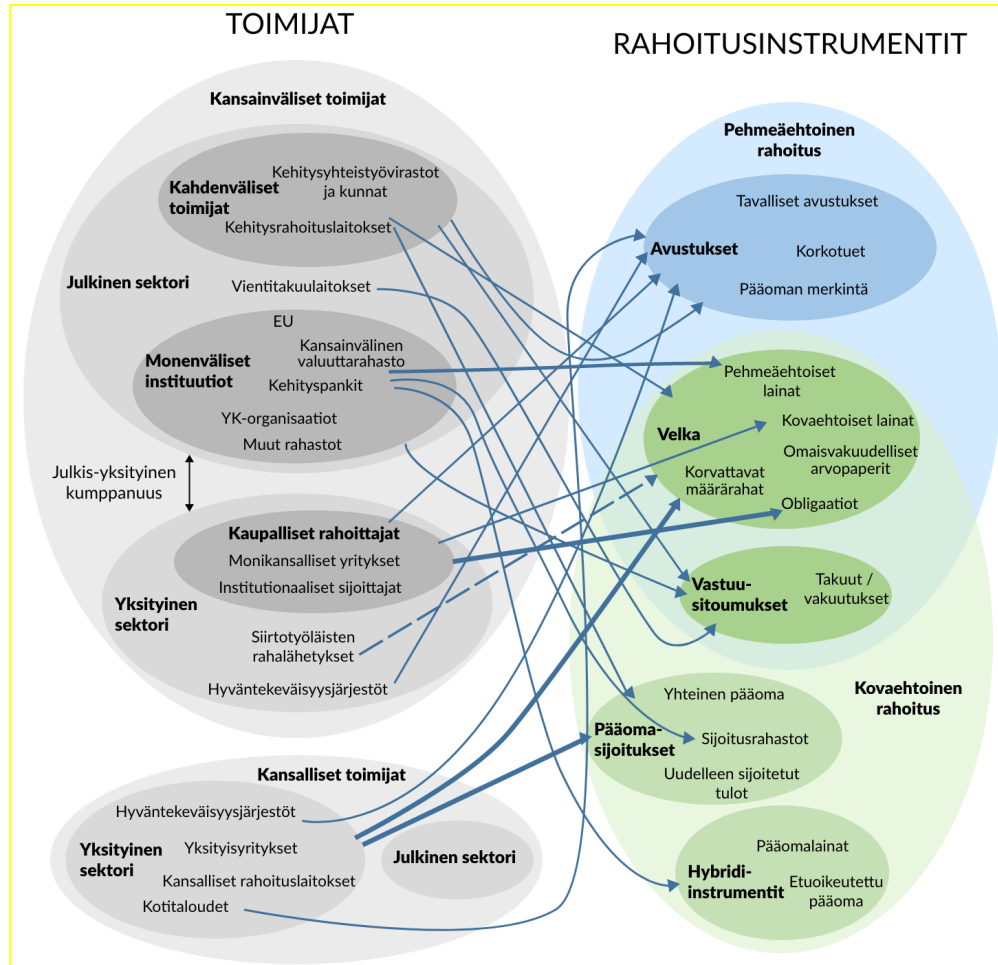 TOIMIJAT
Kansainväliset toimijat
Kehitysyhteistyövirastot
ja kunnat
Kahdenväliset
toimijat
Kehitysrahoituslaitokset
Julkinen sektori
Vientitakuulaitokset
EU
Kansainvälinen
valuuttarahasto
Monenväliset
instituutiot
Kehityspankit
YK-organisaatiot
Muut rahastot
Julkis-yksityinen
kumppanuus
Kaupalliset rahoittajat
Monikansalliset yritykset
Institutionaaliset sijoittajat
Yksityinen
sektori
Siirtotyöläisten
rahalähetykset
Hyväntekeväisyysjärjestöt
Kansalliset toimijat
Hyväntekeväisyysjärjestöt
Yksityinen
sektori
Yksityisyritykset
Kansalliset rahoituslaitokset
Kotitaloudet
Julkinen sektori
RAHOITUSINSTRUMENTIT
Pehmeäehtoinen
rahoitus
Tavalliset avustukset
Avustukset
Korkotuet
Pääoman merkintä
Pehmeäehtoiset
lainat
Kovaehtoiset lainat
Velka
Omaisvakuudelliset
arvopaperit
Korvattavat
määrärahat
Obligaatiot
Vastuu-
sitoumukset
Takuut /
vakuutukset
Kovaehtoinen
rahoitus
Yhteinen pääoma
Pääoma-
sijoitukset
Sijoitusrahastot
Uudelleen sijoitetut
tulot
Pääomalainat
Hybridi-
instrumentit
Etuoikeutettu
pääoma